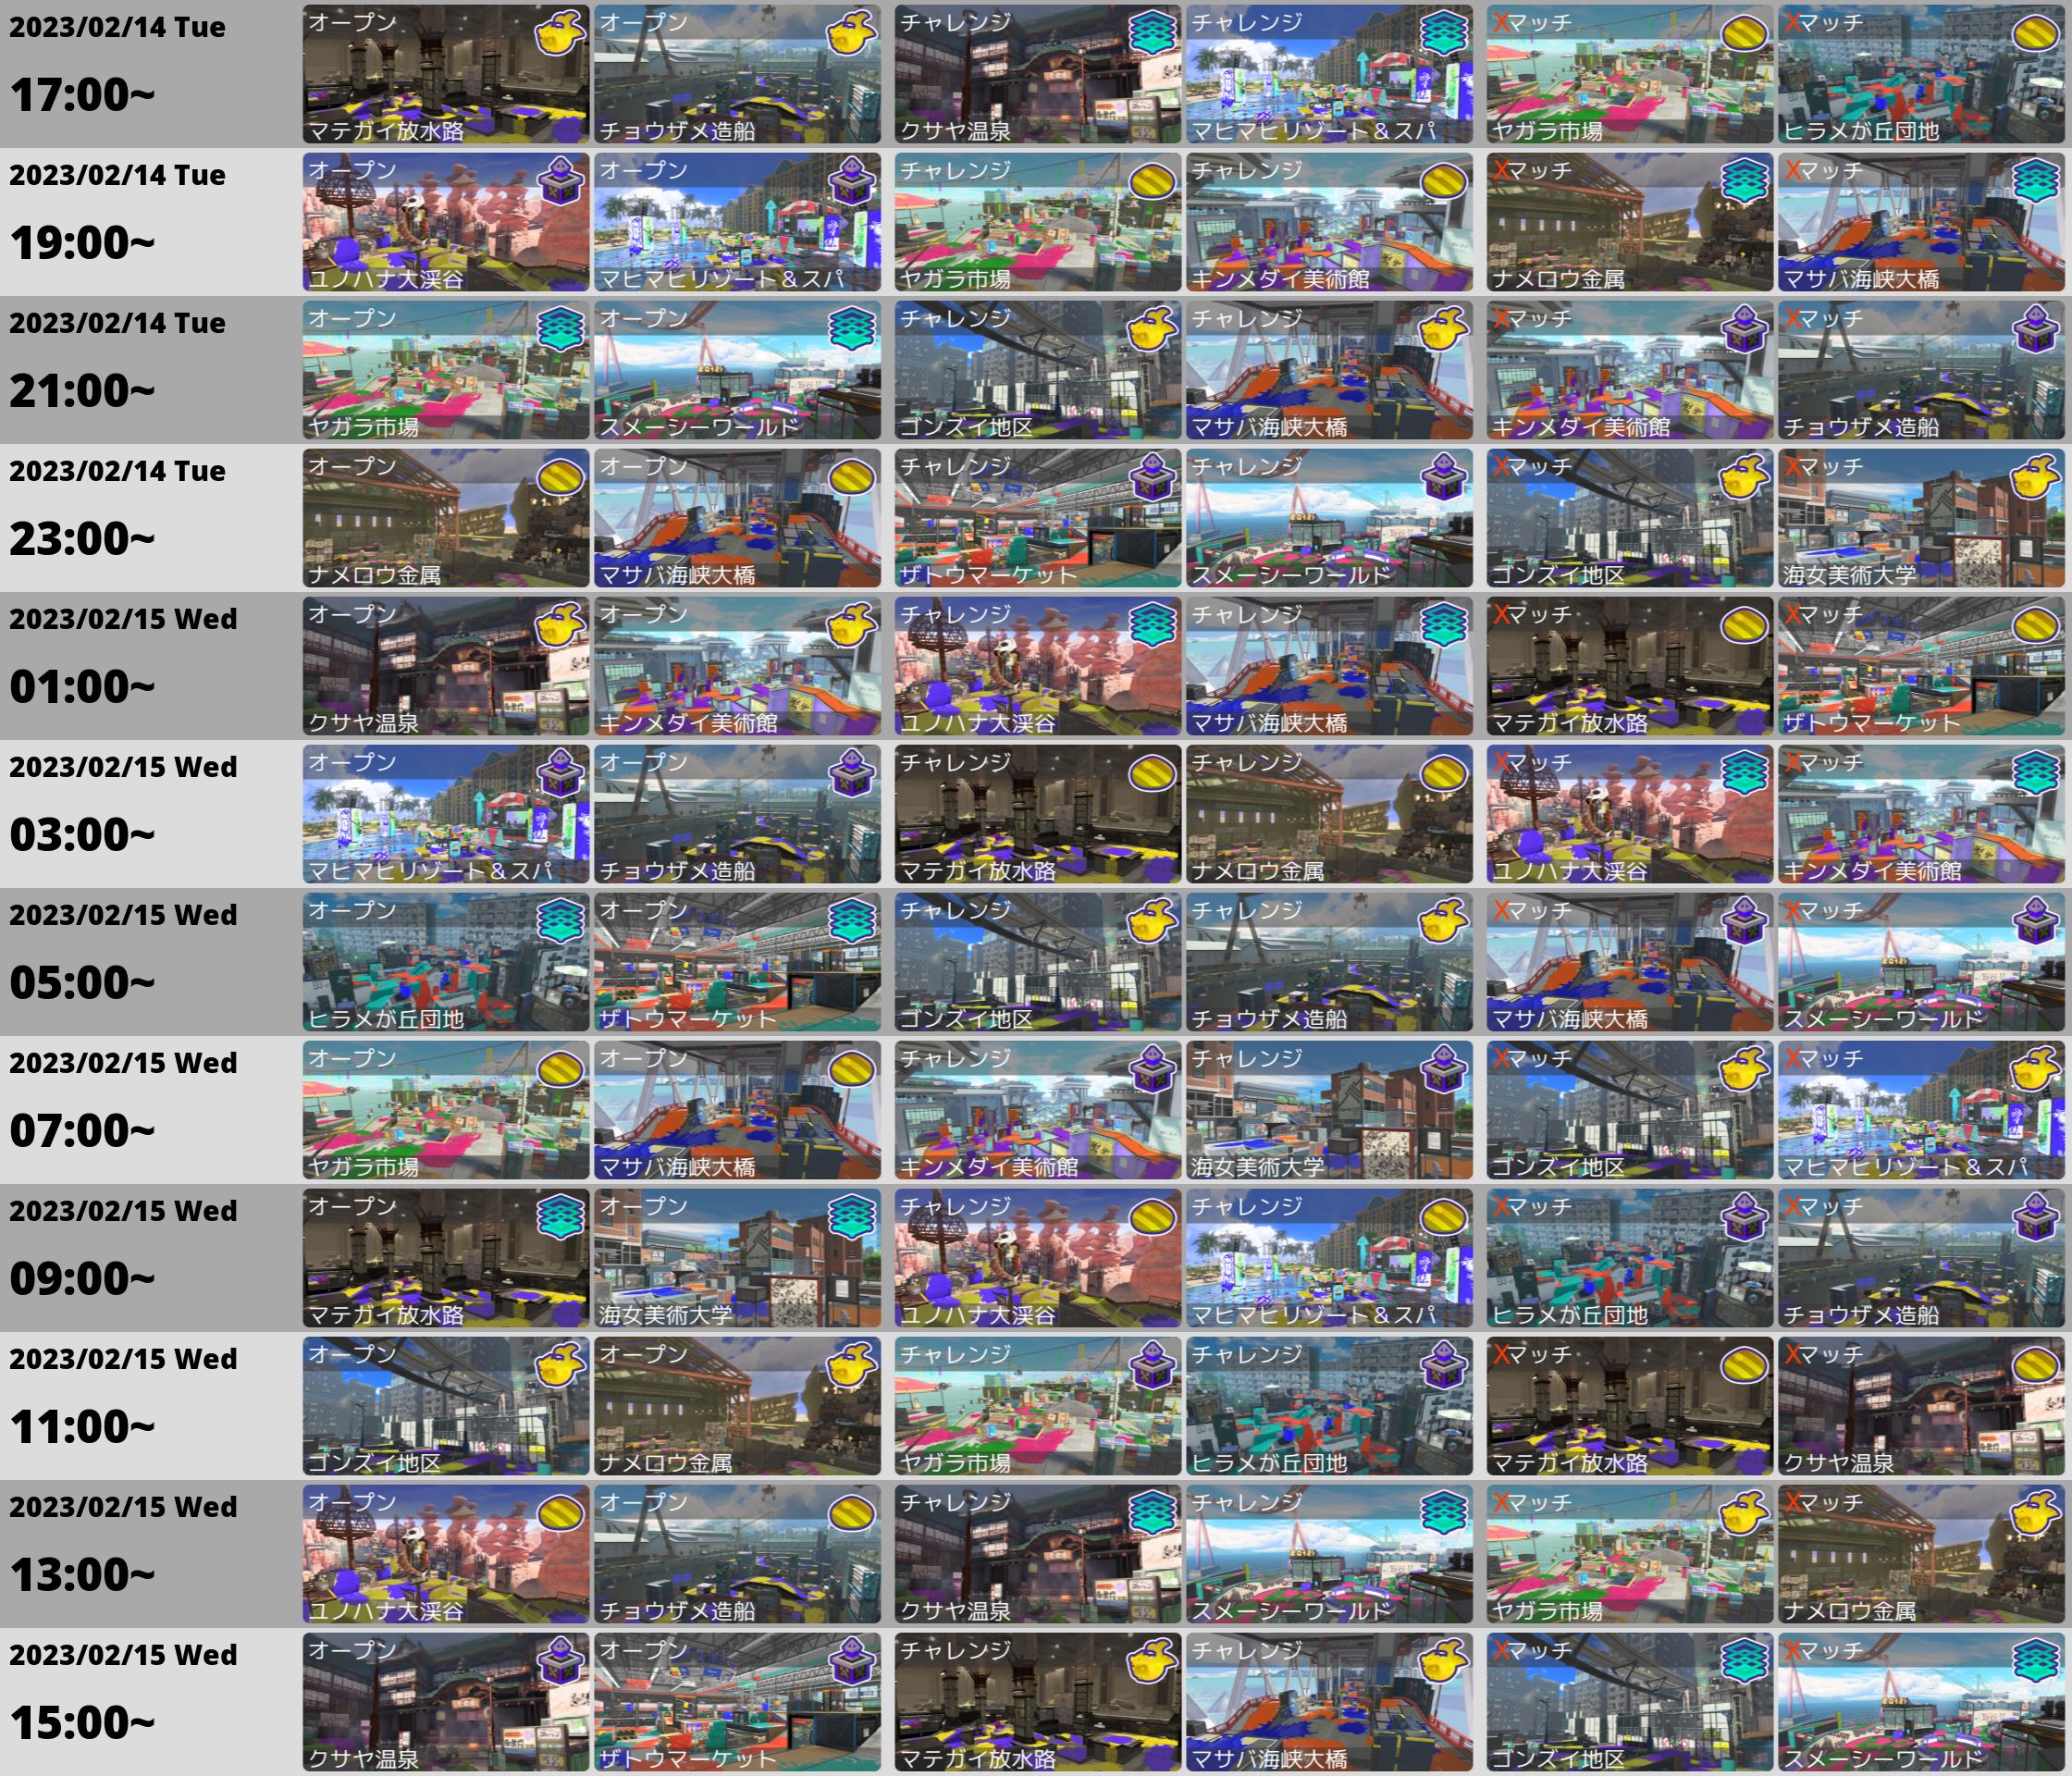 2023/02/14 Tue
17:00~
オープン オープン チャレンジ チャレンジ Xマッチ Xマッチ
マテガイ放水路 チョウザメ造船 クサヤ温泉 マヒマヒリゾート&スパ ヤガラ市場 ヒラメが丘団地
2023/02/14 Tue
19:00~
オープン オープン チャレンジ チャレンジ Xマッチ Xマッチ
ユノハナ大渓谷 マヒマヒリゾート&スパ ヤガラ市場 キンメダイ美術館 ナメロウ金属 マサバ海峡大橋
2023/02/14 Tue
21:00~
オープン オープン チャレンジ チャレンジ Xマッチ Xマッチ
ヤガラ市場 スメーシーワールド ゴンズイ地区 マサバ海峡大橋 キンメダイ美術館 チョウザメ造船
2023/02/14 Tue
23:00~
オープン オープン チャレンジ チャレンジ Xマッチ Xマッチ
ナメロウ金属 マサバ海峡大橋 ザトウマーケット スメーシーワールド ゴンズイ地区 海女美術大学
2023/02/15 Wed
01:00~
オープン オープン チャレンジ チャレンジ Xマッチ Xマッチ
クサヤ温泉 キンメダイ美術館 ユノハナ大渓谷 マサバ海峡大橋 マテガイ放水路 ザトウマーケット
2023/02/15 Wed
03:00~
オープン オープン チャレンジ チャレンジ Xマッチ Xマッチ
マヒマヒリゾート&スパ チョウザメ造船 マテガイ放水路 ナメロウ金属 ユノハナ大渓谷 キンメダイ美術館
2023/02/15 Wed
05:00~
オープン オープン チャレンジ チャレンジ Xマッチ Xマッチ
ヒラメが丘団地 ザトウマーケット ゴンズイ地区 チョウザメ造船 マサバ海峡大橋 スメーシーワールド
2023/02/15 Wed
07:00~
オープン オープン チャレンジ チャレンジ Xマッチ Xマッチ
ヤガラ市場 マサバ海峡大橋 キンメダイ美術館 海女美術大学 ゴンズイ地区 マヒマヒリゾート&スパ
2023/02/15 Wed
09:00~
オープン オープン チャレンジ チャレンジ Xマッチ Xマッチ
マテガイ放水路 海女美術大学 ユノハナ大渓谷 マヒマヒリゾート&スパ ヒラメが丘団地 チョウザメ造船
2023/02/15 Wed
11:00~
オープン オープン チャレンジ チャレンジ Xマッチ Xマッチ
ゴンズイ地区 ナメロウ金属 ヤガラ市場 ヒラメが丘団地 マテガイ放水路 クサヤ温泉
2023/02/15 Wed
13:00~
オープン オープン チャレンジ チャレンジ Xマッチ Xマッチ
ユノハナ大渓谷 チョウザメ造船 クサヤ温泉 スメーシーワールド ヤガラ市場 ナメロウ金属
2023/02/15 Wed
15:00~
オープン オープン チャレンジ チャレンジ Xマッチ Xマッチ
クサヤ温泉 ザトウマーケット マテガイ放水路 マサバ海峡大橋 ゴンズイ地区 スメーシーワールド